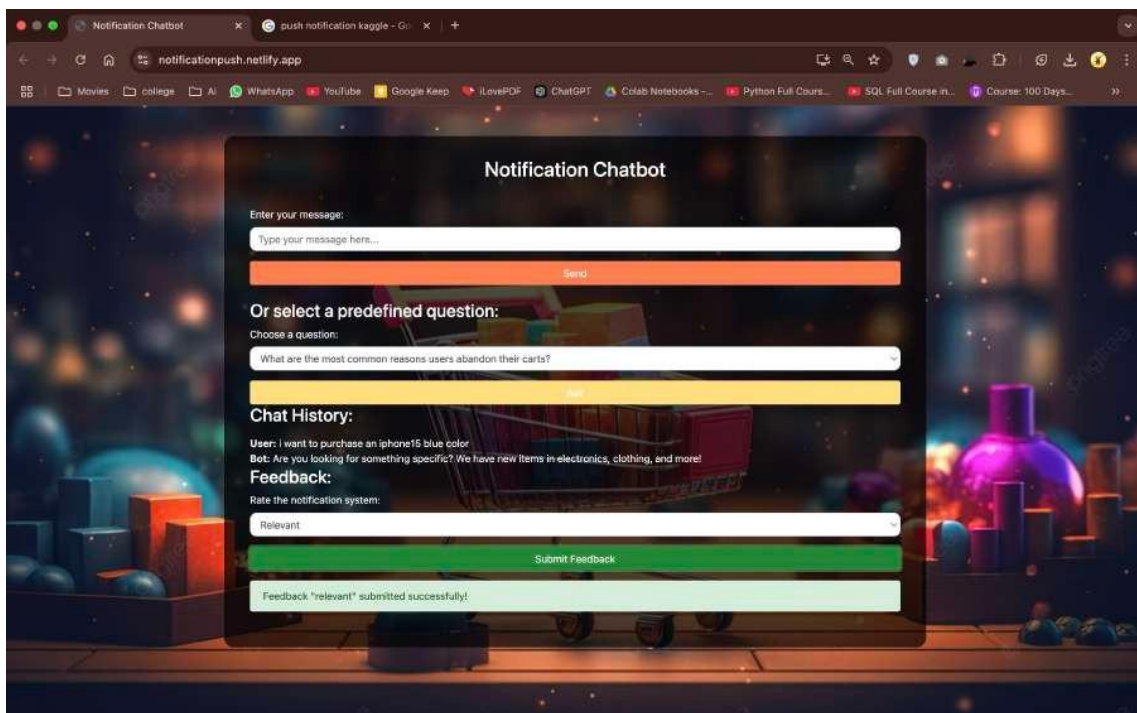 Notification Chatbot
push notification kaggle - Go
notificationpush.netlify.app
Movies college Ai WhatsApp YouTube Google Keep iLovePDF ChatGPT Colab Notebooks -... Python Full Cours... SQL Full Course in... Course: 100 Days...
Notification Chatbot
Enter your message:
Type your message here...
Send
Or select a predefined question:
Choose a question:
What are the most common reasons users abandon their carts?
Chat History:
User: i want to purchase an iphone15 blue color
Bot: Are you looking for something specific? We have new items in electronics, clothing, and more!
Feedback:
Rate the notification system:
Relevant
Submit Feedback
Feedback "relevant" submitted successfully!
pngtree
pngtree